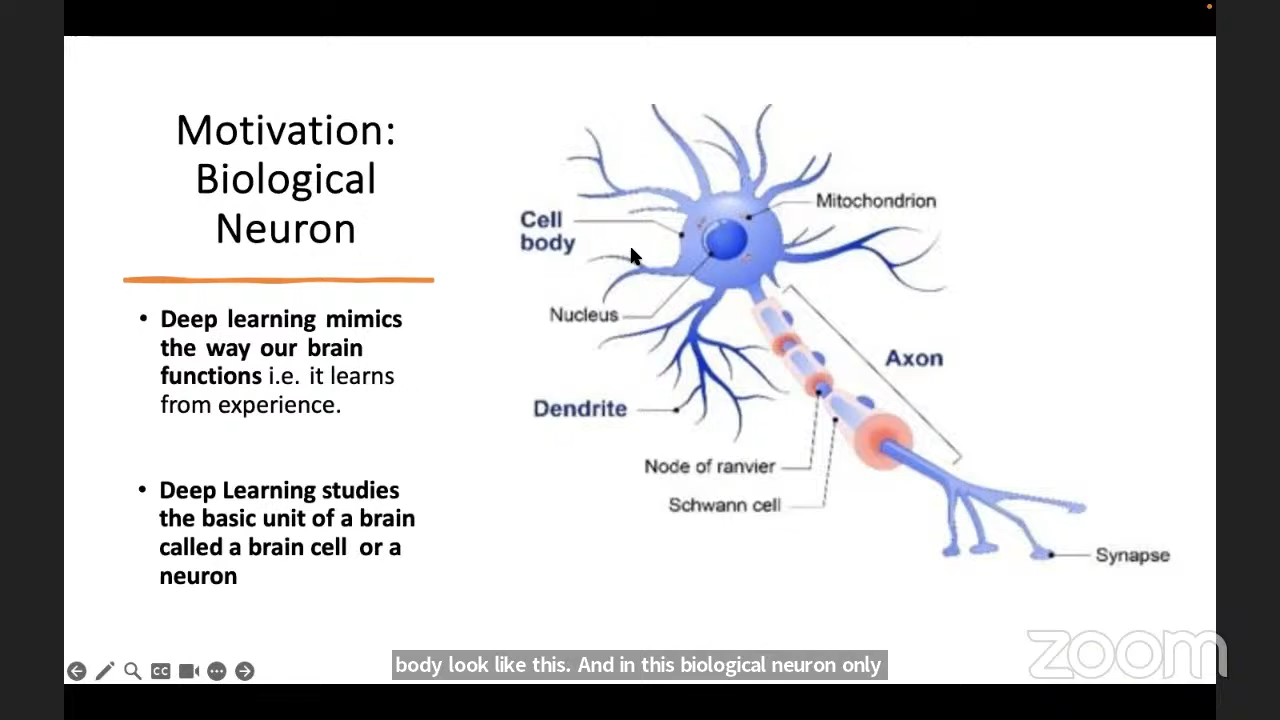 Motivation:
Biological
Neuron
• Deep learning mimics
the way our brain
functions i.e. it learns
from experience.
• Deep Learning studies
the basic unit of a brain
called a brain cell or a
neuron
Cell
body
Mitochondrion
Nucleus
Axon
Dendrite
Node of ranvier
Schwann cell
Synapse
CC
body look like this. And in this biological neuron only
zoom